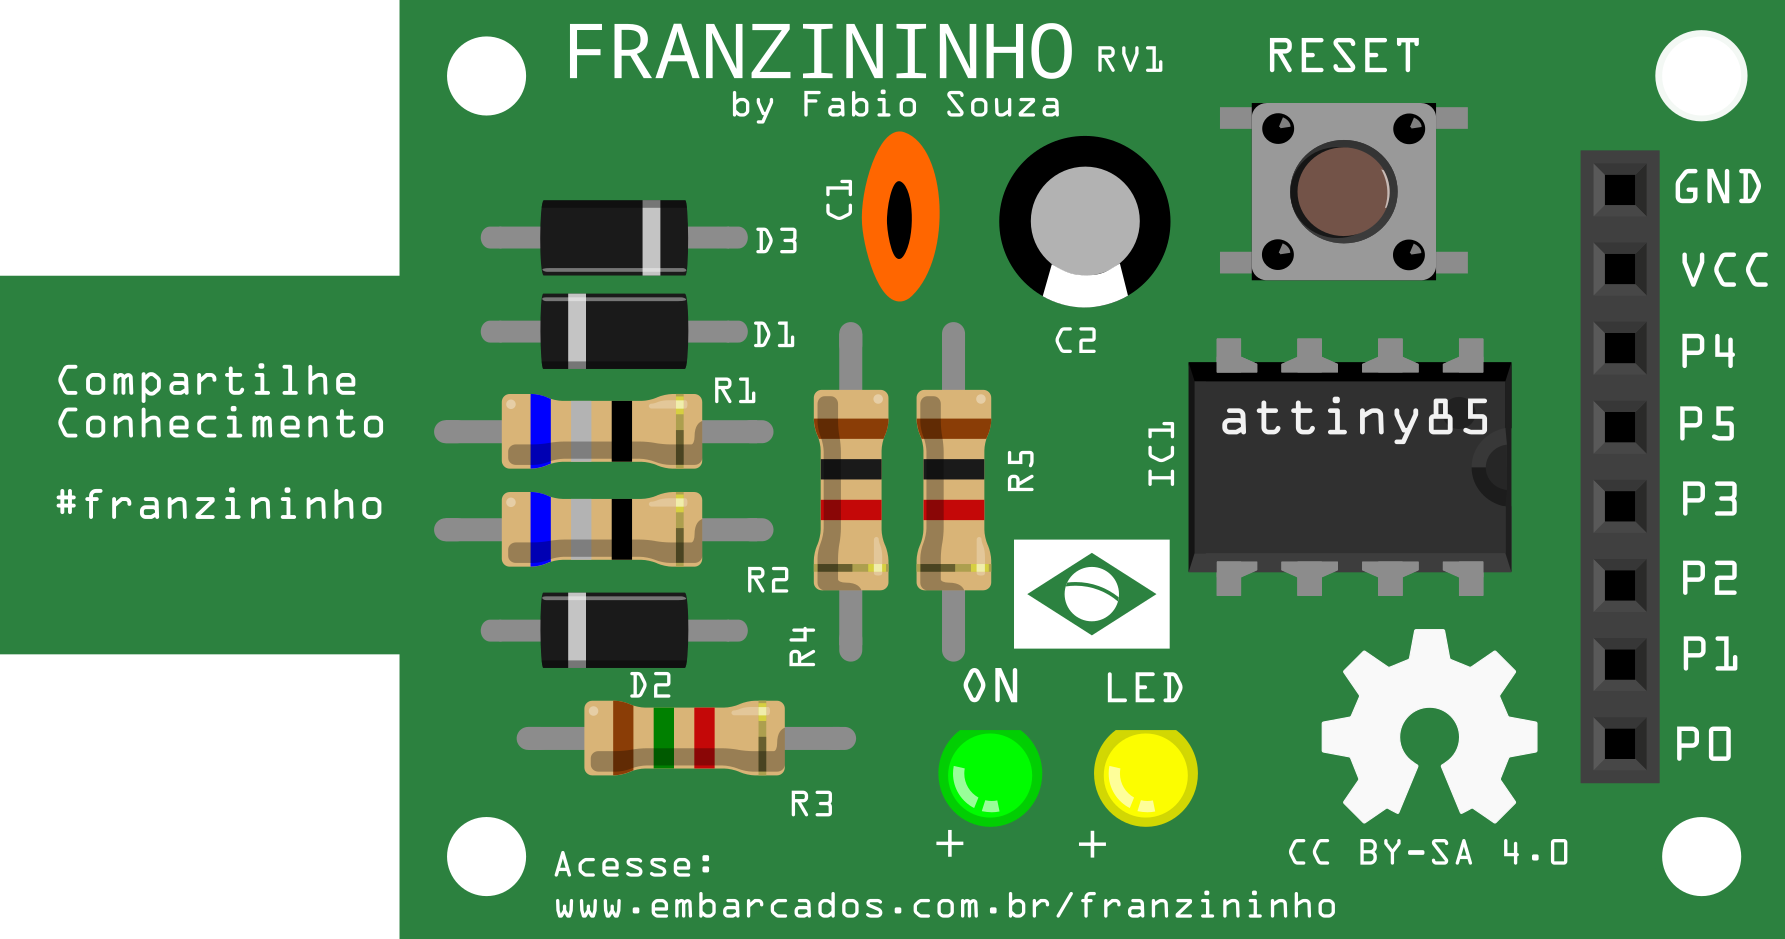 FRANZININHO RV1
by Fabio Souza
RESET
C1
D3
D1
C2
R1
Compartilhe
Conhecimento
#franzininho
R2
R4
R5
IC1
attiny85
GND
VCC
P4
P5
P3
P2
P1
P0
D2
R3
ON
LED
+
+
CC BY-SA 4.0
Acesse:
www.embarcados.com.br/franzininho